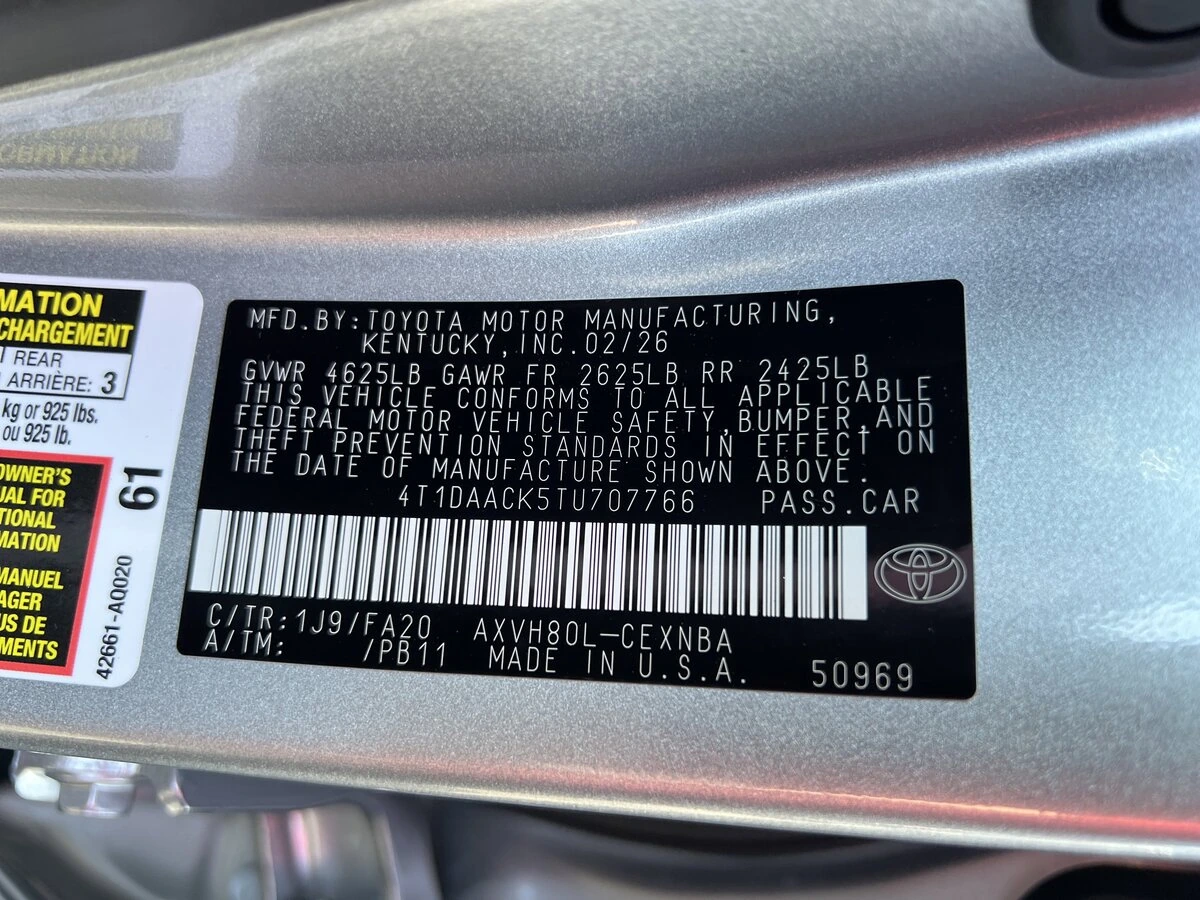 MATION
CHARGEMENT
REAR
ARRIÈRE: 3
kg or 925 lbs.
ou 925 lb.
OWNER'S
UAL FOR
TIONAL
MATION
MANUEL
AGER
US DE
MENTS
61
42661-AQ020
MFD.BY:TOYOTA MOTOR MANUFACTURING,
KENTUCKY,INC.02/26
GVWR 4625LB GAWR FR 2625LB RR 2425LB
THIS VEHICLE CONFORMS TO ALL APPLICABLE
FEDERAL MOTOR VEHICLE SAFETY,BUMPER,AND
THEFT PREVENTION STANDARDS IN EFFECT ON
THE DATE OF MANUFACTURE SHOWN ABOVE.
4T1DAACK5TU707766 PASS.CAR
C/TR:1J9/FA20 AXVH80L-CEXNBA
A/TM: /PB11 MADE IN U.S.A. 50969